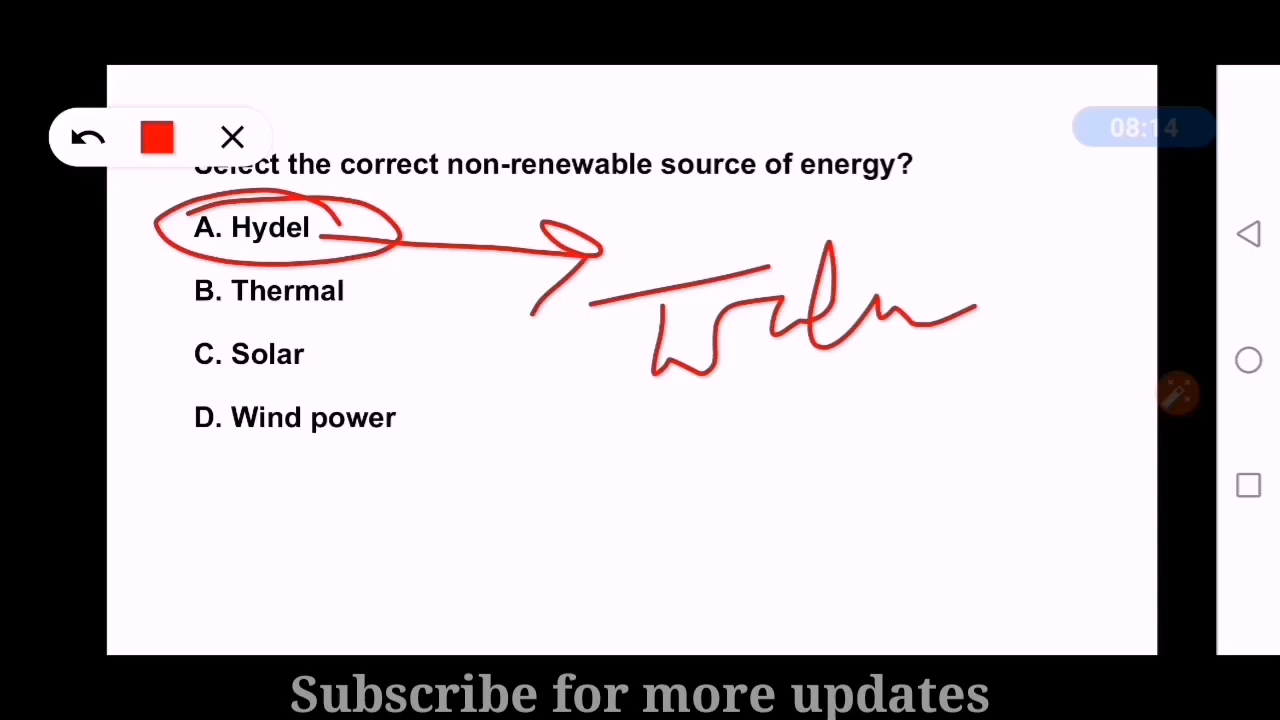 08:14
Select the correct non-renewable source of energy?
A. Hydel
B. Thermal
C. Solar
D. Wind power
Subscribe for more updates